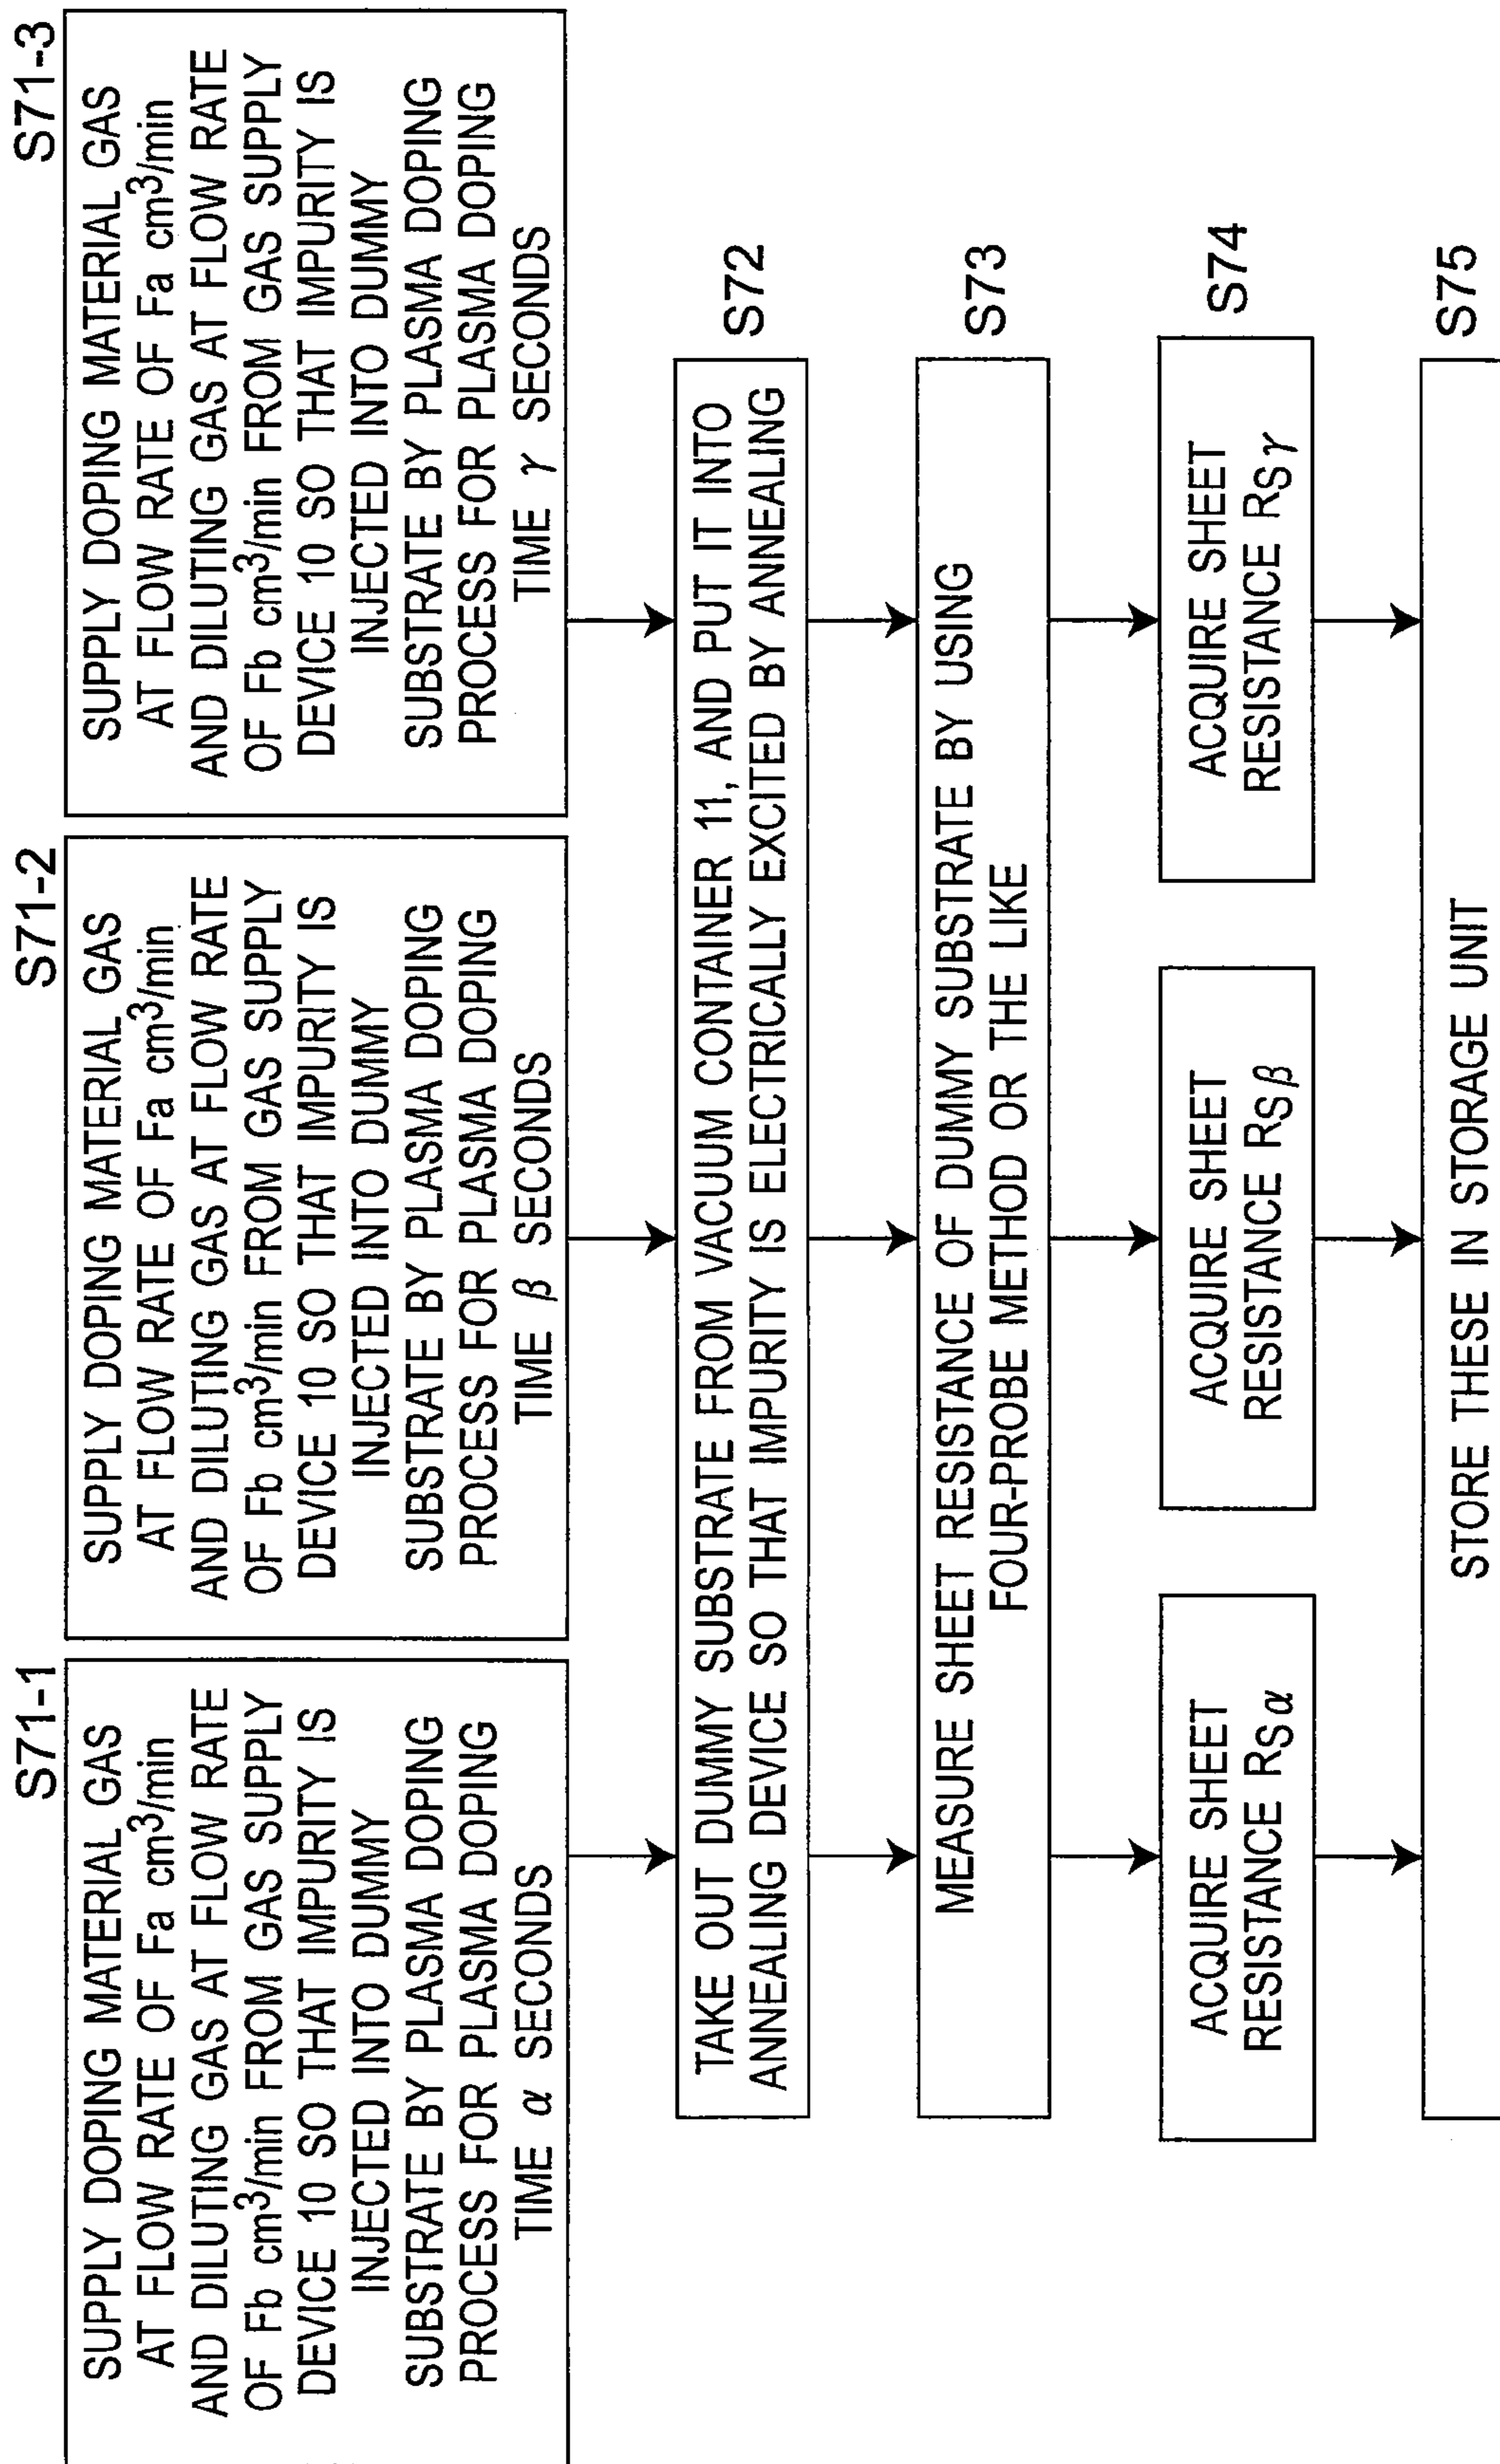 S71-1
SUPPLY DOPING MATERIAL GAS
AT FLOW RATE OF Fa cm³/min
AND DILUTING GAS AT FLOW RATE
OF Fb cm³/min FROM GAS SUPPLY
DEVICE 10 SO THAT IMPURITY IS
INJECTED INTO DUMMY
SUBSTRATE BY PLASMA DOPING
PROCESS FOR PLASMA DOPING
TIME α SECONDS
S71-2
SUPPLY DOPING MATERIAL GAS
AT FLOW RATE OF Fa cm³/min
AND DILUTING GAS AT FLOW RATE
OF Fb cm³/min FROM GAS SUPPLY
DEVICE 10 SO THAT IMPURITY IS
INJECTED INTO DUMMY
SUBSTRATE BY PLASMA DOPING
PROCESS FOR PLASMA DOPING
TIME β SECONDS
S71-3
SUPPLY DOPING MATERIAL GAS
AT FLOW RATE OF Fa cm³/min
AND DILUTING GAS AT FLOW RATE
OF Fb cm³/min FROM GAS SUPPLY
DEVICE 10 SO THAT IMPURITY IS
INJECTED INTO DUMMY
SUBSTRATE BY PLASMA DOPING
PROCESS FOR PLASMA DOPING
TIME γ SECONDS
S72
TAKE OUT DUMMY SUBSTRATE FROM VACUUM CONTAINER 11, AND PUT IT INTO
ANNEALING DEVICE SO THAT IMPURITY IS ELECTRICALLY EXCITED BY ANNEALING
S73
MEASURE SHEET RESISTANCE OF DUMMY SUBSTRATE BY USING
FOUR-PROBE METHOD OR THE LIKE
S74
ACQUIRE SHEET
RESISTANCE RSα
ACQUIRE SHEET
RESISTANCE RSβ
ACQUIRE SHEET
RESISTANCE RSγ
S75
STORE THESE IN STORAGE UNIT